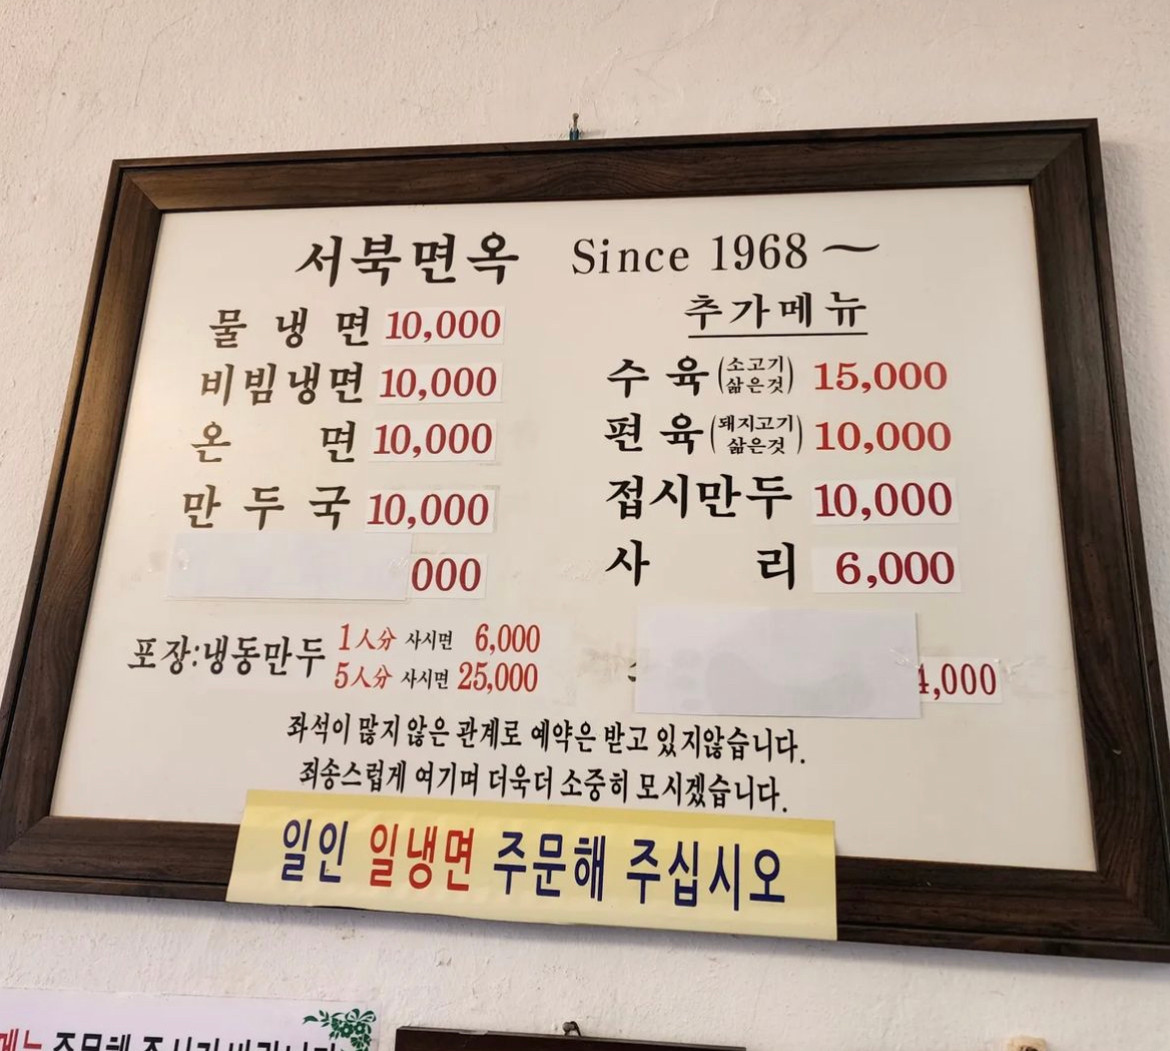 서북면옥 Since 1968~
물냉면 10,000
비빔냉면 10,000
온면 10,000
만두국 10,000
000
포장:냉동만두
1人分 사시면 6,000
5人分 사시면 25,000
추가메뉴
수육(소고기 삶은것) 15,000
편육(돼지고기 삶은것) 10,000
접시만두 10,000
사리 6,000
4,000
좌석이 많지않은 관계로 예약은 받고 있지않습니다.
죄송스럽게 여기며 더욱더 소중히 모시겠습니다.
일인 일냉면 주문해 주십시오